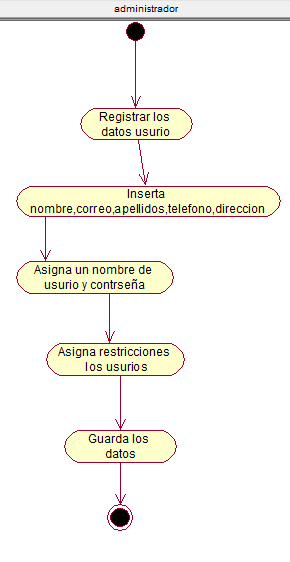 administrador
Registrar los
datos usurio
Inserta
nombre,correo,apellidos,telefono,direccion
Asigna un nombre de
usurio y contrseña
Asigna restricciones
los usurios
Guarda los
datos